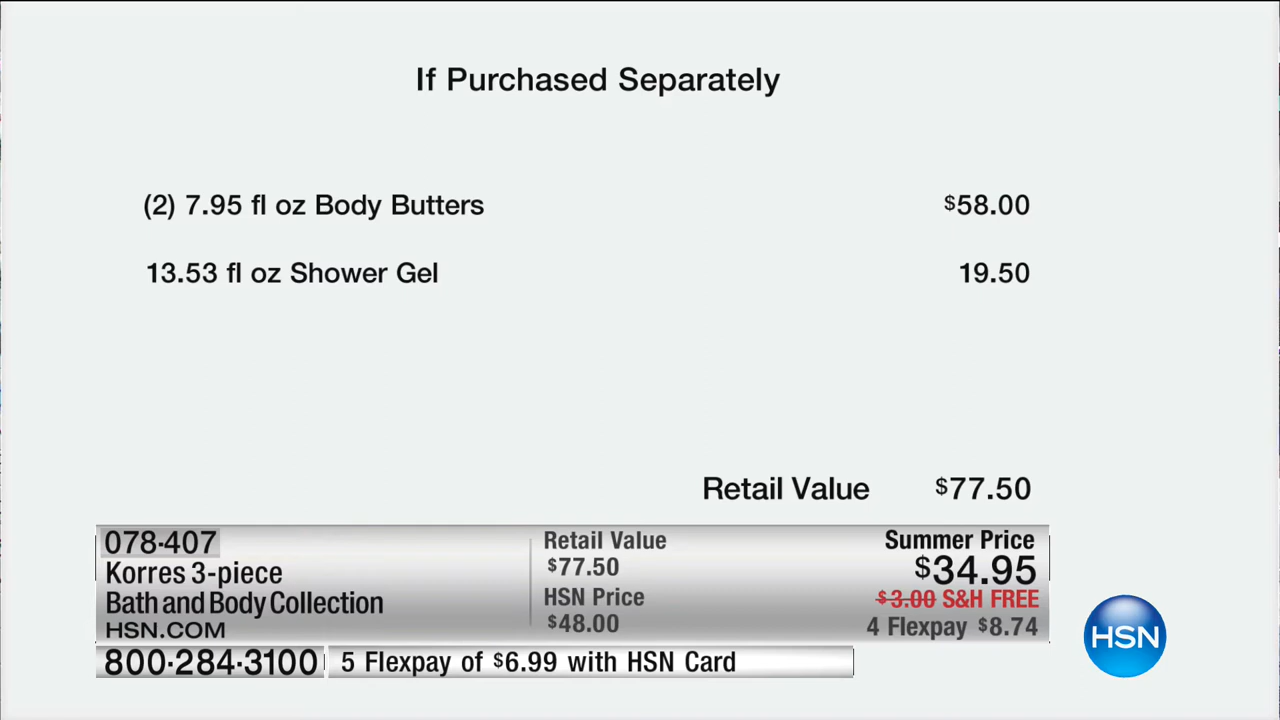 If Purchased Separately
(2) 7.95 fl oz Body Butters $58.00
13.53 fl oz Shower Gel 19.50
Retail Value $77.50
078-407
Korres 3-piece
Bath and Body Collection
HSN.COM
Retail Value
$77.50
HSN Price
$48.00
Summer Price
$34.95
$3.00 S&H FREE
4 Flexpay $8.74
800-284-3100
5 Flexpay of $6.99 with HSN Card
HSN